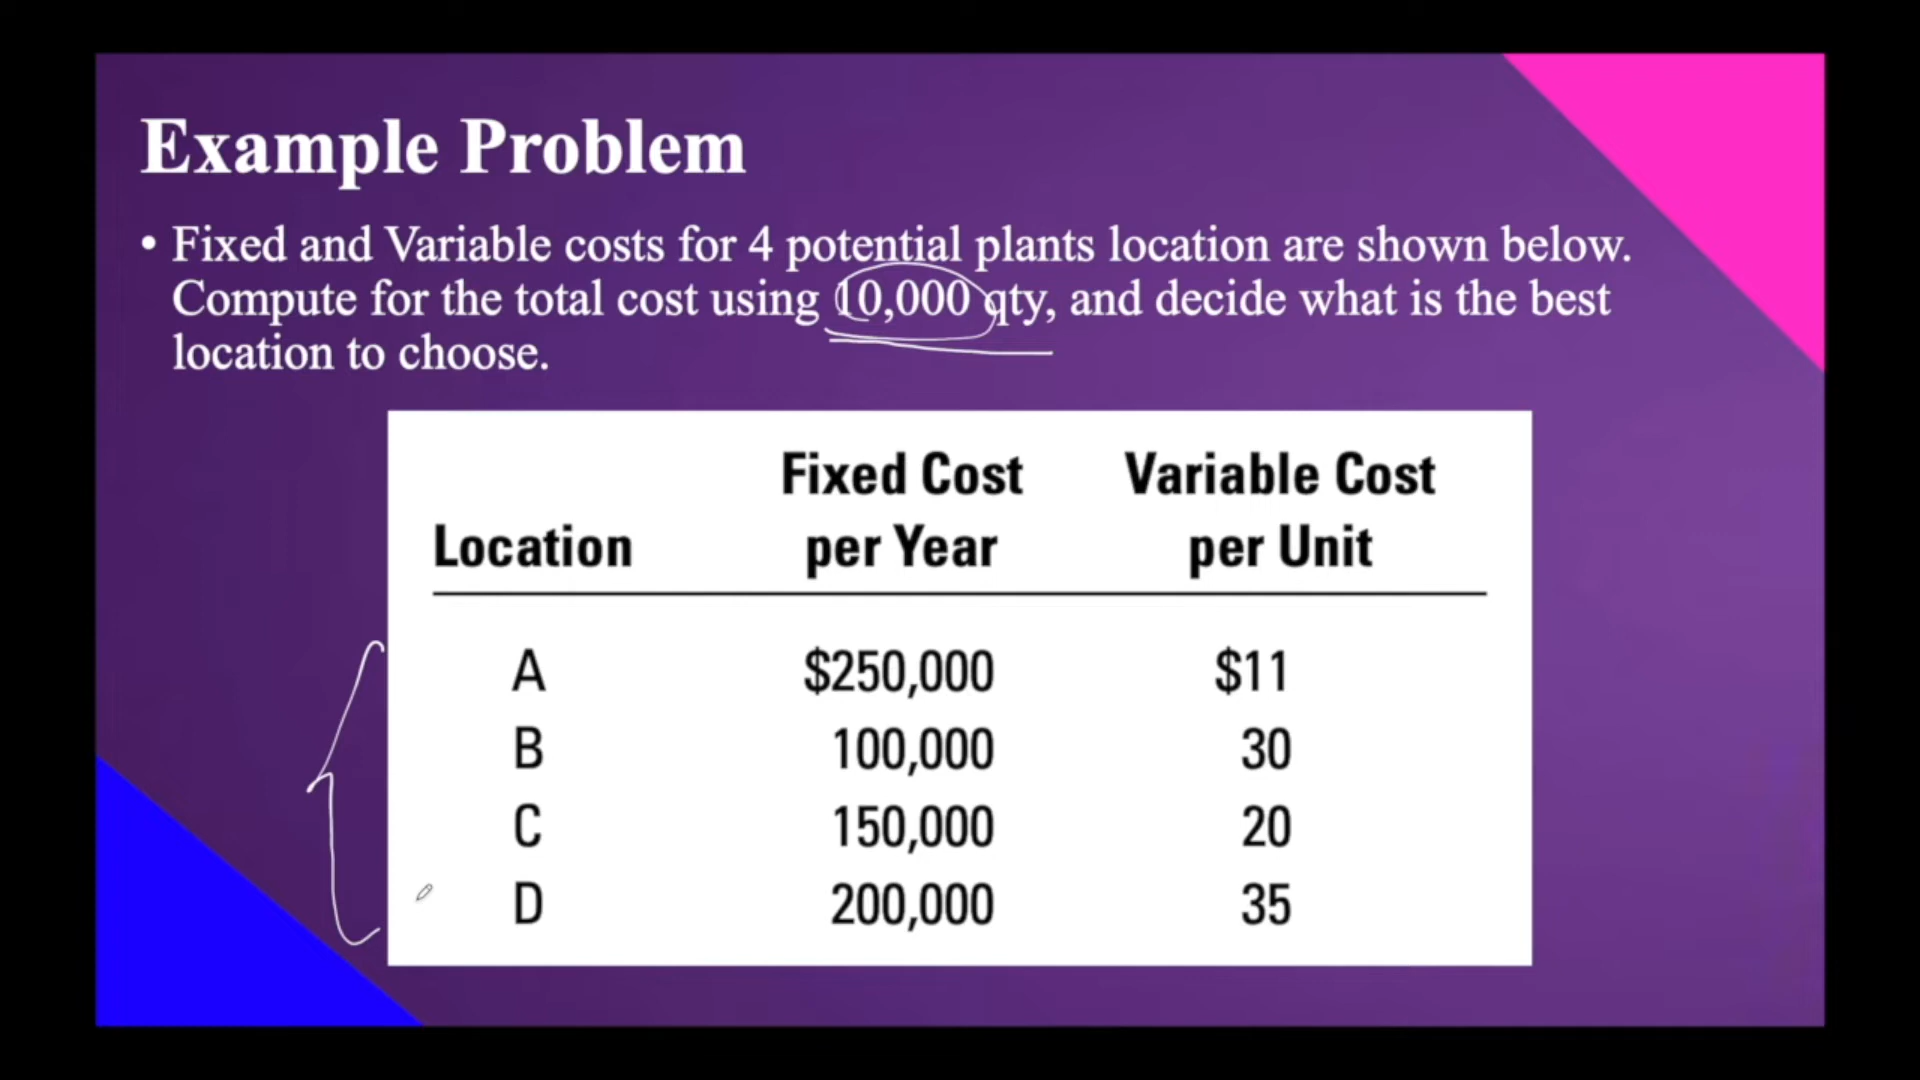 Example Problem
• Fixed and Variable costs for 4 potential plants location are shown below.
Compute for the total cost using 10,000 qty, and decide what is the best
location to choose.
Fixed Cost Variable Cost
Location per Year per Unit
A $250,000 $11
B 100,000 30
C 150,000 20
D 200,000 35